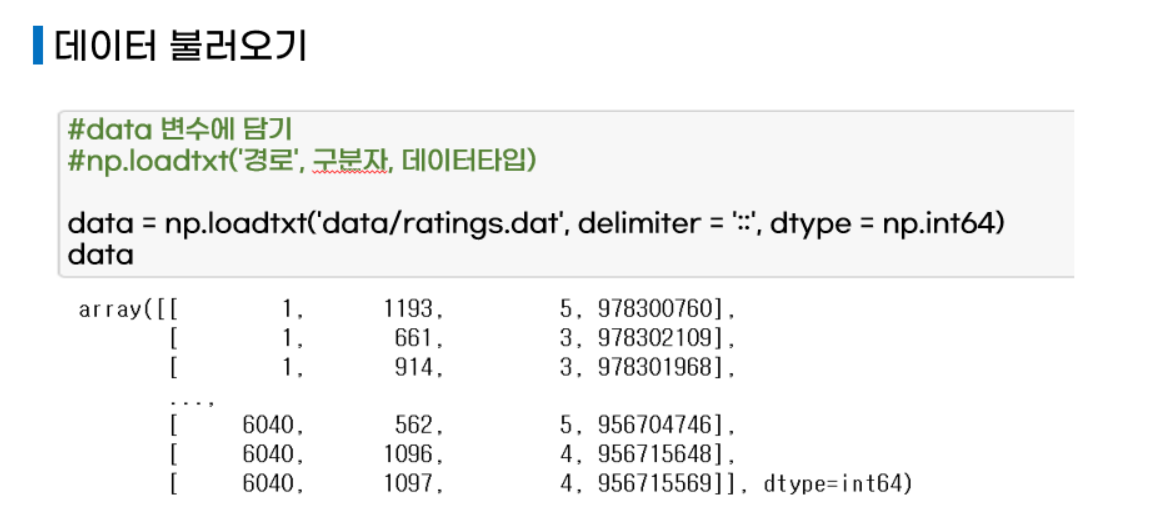 데이터 불러오기
#data 변수에 담기
#np.loadtxt('경로', 구분자, 데이터타입)
data = np.loadtxt('data/ratings.dat', delimiter = '::', dtype = np.int64)
data
array([[ 1, 1193, 5, 978300760],
[ 1, 661, 3, 978302109],
[ 1, 914, 3, 978301968],
...,
[ 6040, 562, 5, 956704746],
[ 6040, 1096, 4, 956715648],
[ 6040, 1097, 4, 956715569]], dtype=int64)